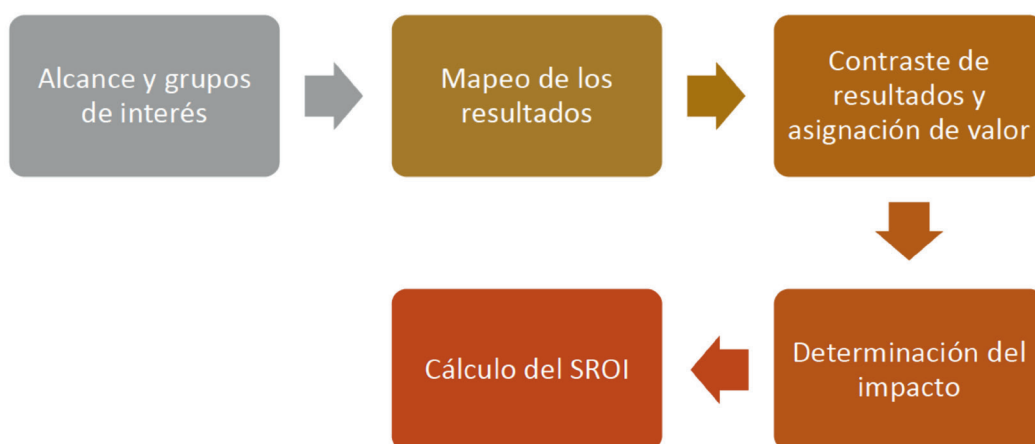 Alcance y grupos
de interés
Mapeo de los
resultados
Contraste de
resultados y
asignación de valor
Determinación del
impacto
Cálculo del SROI